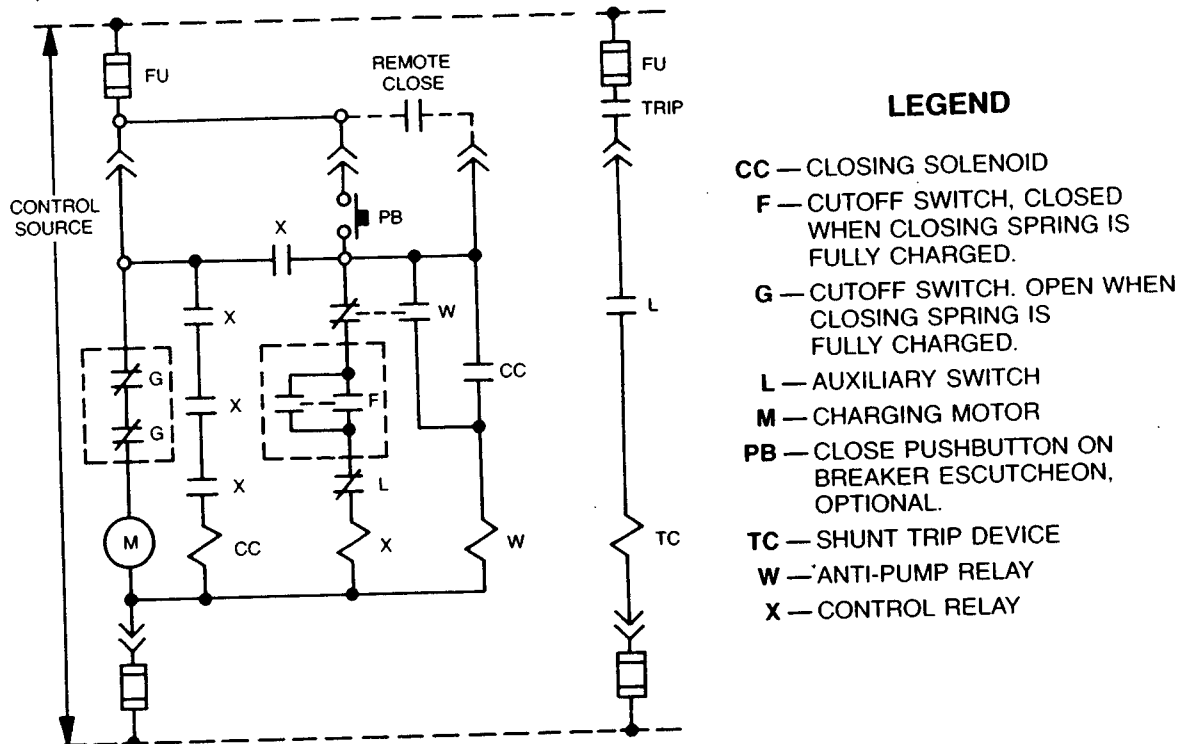 FU
REMOTE
CLOSE
FU
TRIP
CONTROL
SOURCE
PB
X
X
W
L
G
F
CC
X
G
X
L
M
CC
X
W
TC
LEGEND
CC — CLOSING SOLENOID
F — CUTOFF SWITCH, CLOSED
WHEN CLOSING SPRING IS
FULLY CHARGED.
G — CUTOFF SWITCH. OPEN WHEN
CLOSING SPRING IS
FULLY CHARGED.
L — AUXILIARY SWITCH
M — CHARGING MOTOR
PB — CLOSE PUSHBUTTON ON
BREAKER ESCUTCHEON,
OPTIONAL.
TC — SHUNT TRIP DEVICE
W — ANTI-PUMP RELAY
X — CONTROL RELAY